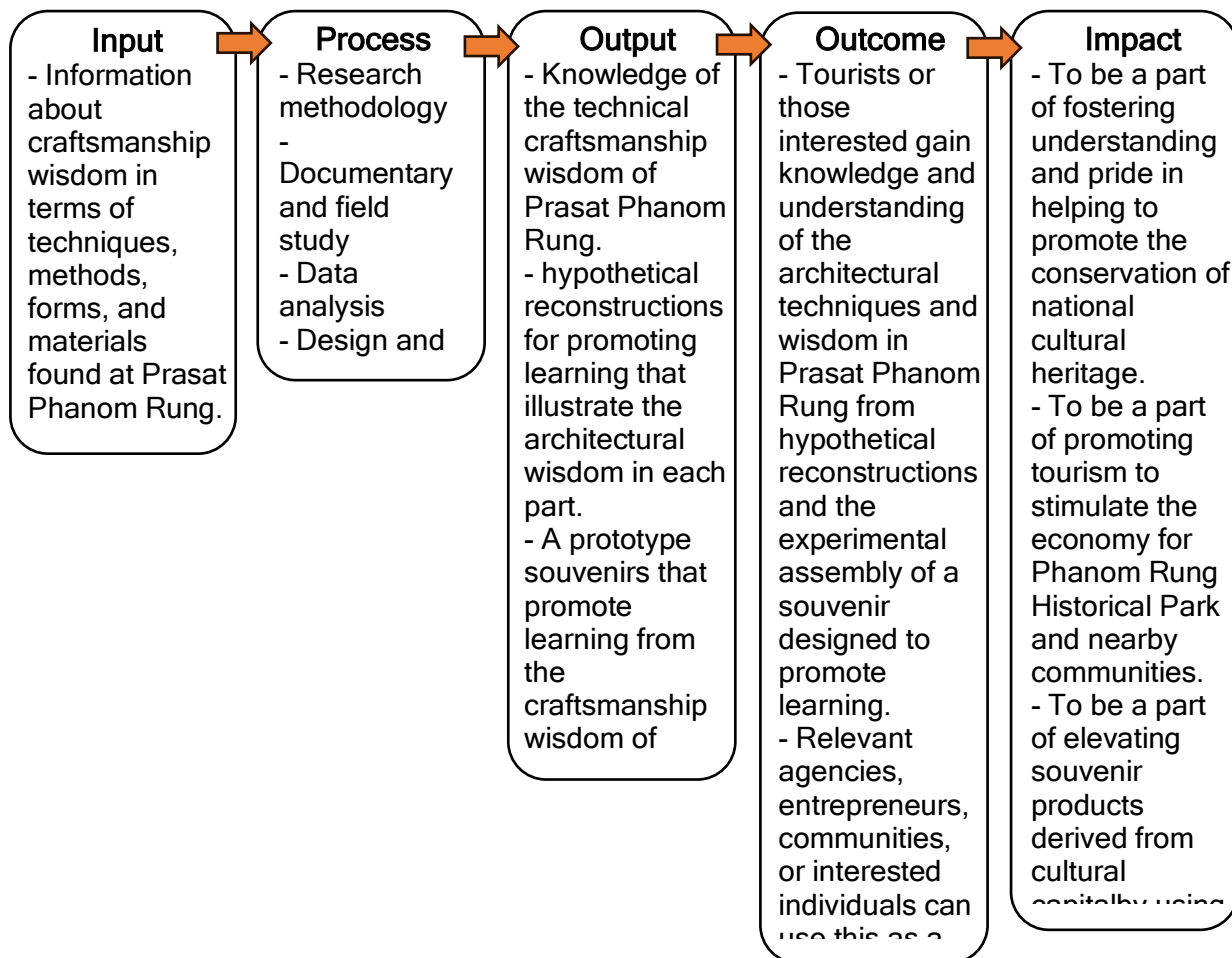 Input
- Information
about
craftsmanship
wisdom in
terms of
techniques,
methods,
forms, and
materials
found at Prasat
Phanom Rung.
Process
- Research
methodology
-
Documentary
and field
study
- Data
analysis
- Design and
Output
- Knowledge of
the technical
craftsmanship
wisdom of
Prasat Phanom
Rung.
- hypothetical
reconstructions
for promoting
learning that
illustrate the
architectural
wisdom in each
part.
- A prototype
souvenirs that
promote
learning from
the
craftsmanship
wisdom of
Outcome
- Tourists or
those
interested gain
knowledge and
understanding
of the
architectural
techniques and
wisdom in
Prasat Phanom
Rung from
hypothetical
reconstructions
and the
experimental
assembly of a
souvenir
designed to
promote
learning.
- Relevant
agencies,
entrepreneurs,
communities,
or interested
individuals can
use this as a
Impact
- To be a part
of fostering
understanding
and pride in
helping to
promote the
conservation of
national
cultural
heritage.
- To be a part
of promoting
tourism to
stimulate the
economy for
Phanom Rung
Historical Park
and nearby
communities.
- To be a part
of elevating
souvenir
products
derived from
cultural
capitalby using